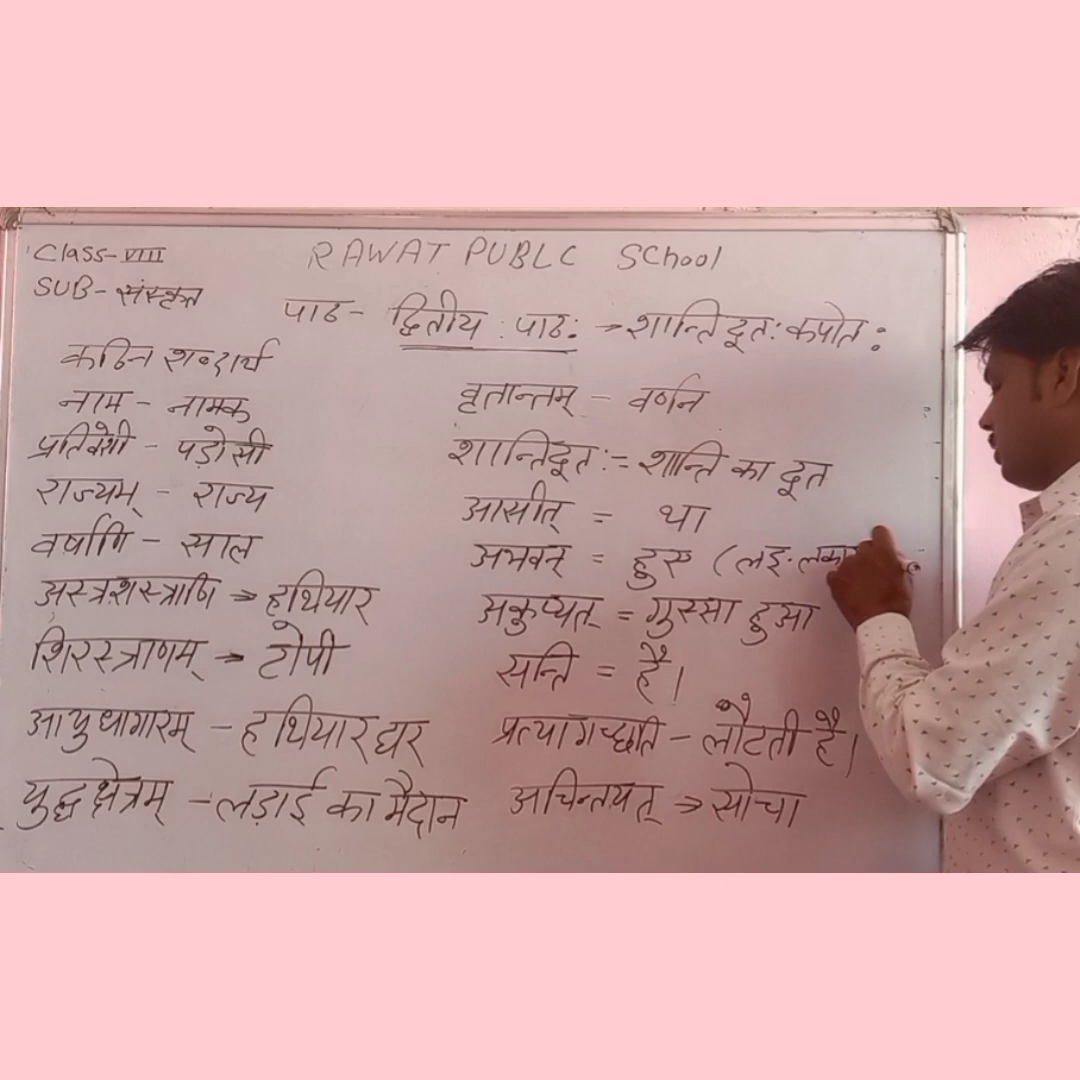 Class-VIII
RAWAT PUBLC School
SUB-संस्कृत
पाठ- द्वितीय: पाठ: → शान्तिदूत: कपोत:
कठिन शब्दार्थ
नाम - नामक
प्रतिवेशी - पड़ोसी
राज्यम् - राज्य
वर्षाणि - साल
अस्त्रशस्त्राणि → हथियार
शिरस्त्राणम् → टोपी
आयुधागारम् - हथियार घर
युद्धक्षेत्रम् - लड़ाई का मैदान
वृतान्तम् - वर्णन
शान्तिदूत: = शान्ति का दूत
आसीत् = था
अभवन् = हुए (लङ्.
अकुप्यत् = गुस्सा हुआ
सन्ति = है।
प्रत्यागच्छति - लौटती है।
अचिन्तयत् → सोचा